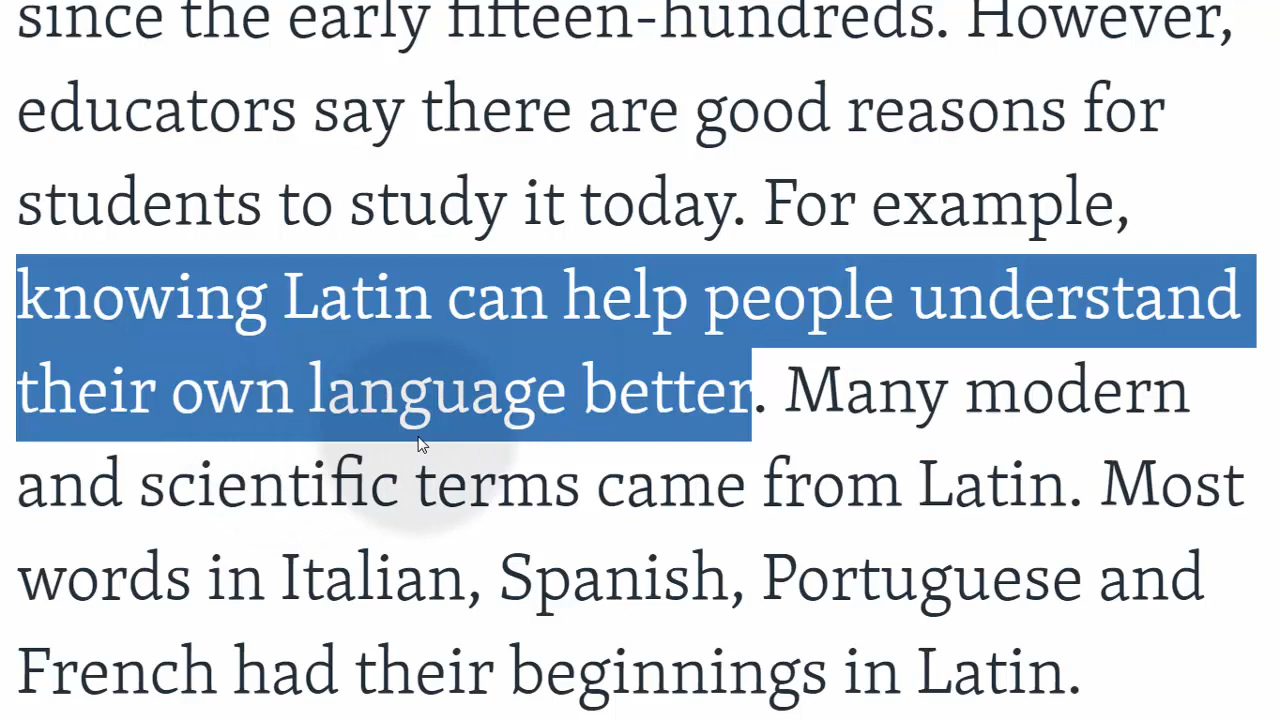 since the early fifteen-hundreds. However,
educators say there are good reasons for
students to study it today. For example,
knowing Latin can help people understand
their own language better. Many modern
and scientific terms came from Latin. Most
words in Italian, Spanish, Portuguese and
French had their beginnings in Latin.